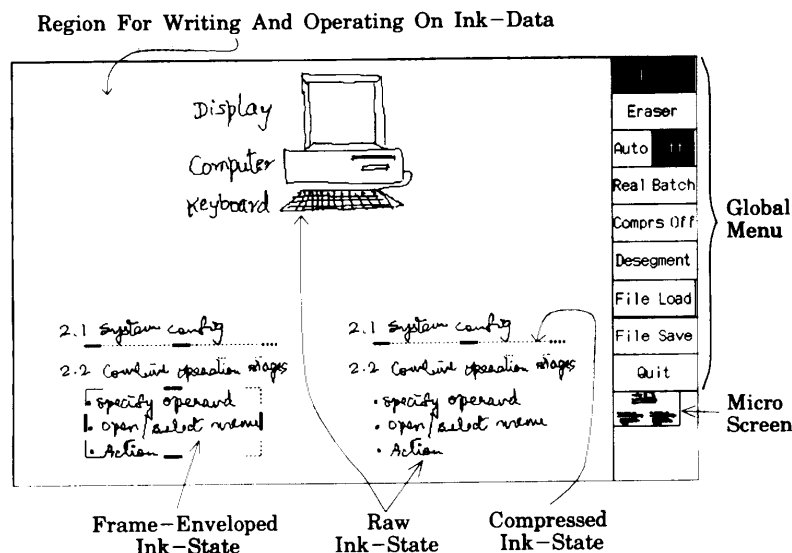 Region For Writing And Operating On Ink-Data
Display
Computer
Keyboard
2.1 System config
2.2 Combined operation stages
• specify operand
• open/select menu
• Action
2.1 System config
2.2 Combined operation stages
• specify operand
• open/select menu
• Action
Eraser
Auto
Real Batch
Comprs Off
Desegment
File Load
File Save
Quit
Global
Menu
Micro
Screen
Frame-Enveloped
Ink-State
Raw
Ink-State
Compressed
Ink-State